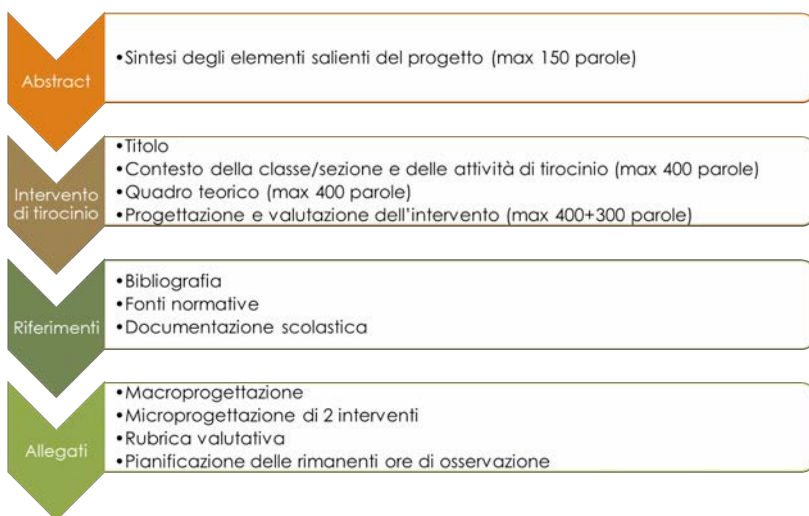 Abstract
•Sintesi degli elementi salienti del progetto (max 150 parole)
Intervento
di tirocinio
•Titolo
•Contesto della classe/sezione e delle attività di tirocinio (max 400 parole)
•Quadro teorico (max 400 parole)
•Progettazione e valutazione dell'intervento (max 400+300 parole)
Riferimenti
•Bibliografia
•Fonti normative
•Documentazione scolastica
Allegati
•Macroprogettazione
•Microprogettazione di 2 interventi
•Rubrica valutativa
•Pianificazione delle rimanenti ore di osservazione